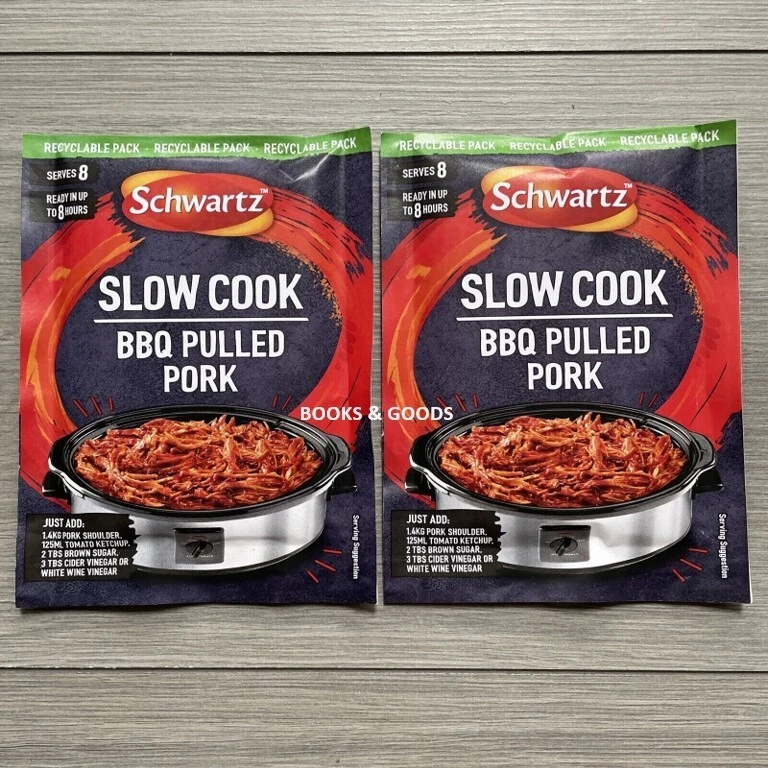 RECYCLABLE PACK - RECYCLABLE PACK - RECYCLABLE PACK
SERVES 8
READY IN UP
TO 8 HOURS
Schwartz™
SLOW COOK
BBQ PULLED
PORK
JUST ADD:
1.4KG PORK SHOULDER,
125ML TOMATO KETCHUP,
2 TBS BROWN SUGAR,
3 TBS CIDER VINEGAR OR
WHITE WINE VINEGAR
Serving Suggestion
BOOKS & GOODS
RECYCLABLE PACK - RECYCLABLE PACK - RECYCLABLE PACK
SERVES 8
READY IN UP
TO 8 HOURS
Schwartz™
SLOW COOK
BBQ PULLED
PORK
JUST ADD:
1.4KG PORK SHOULDER,
125ML TOMATO KETCHUP,
2 TBS BROWN SUGAR,
3 TBS CIDER VINEGAR OR
WHITE WINE VINEGAR
Serving Suggestion